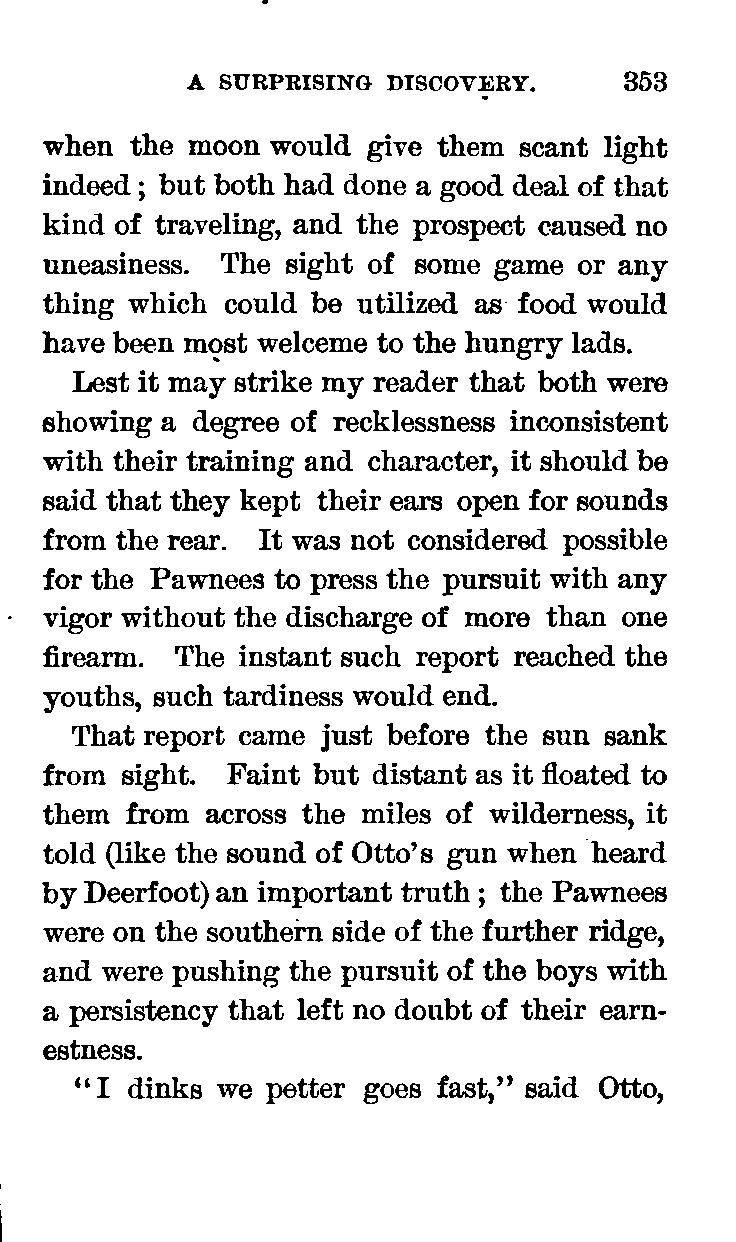 A SURPRISING DISCOVERY. 353
when the moon would give them scant light
indeed ; but both had done a good deal of that
kind of traveling, and the prospect caused no
uneasiness. The sight of some game or any
thing which could be utilized as food would
have been most welceme to the hungry lads.
Lest it may strike my reader that both were
showing a degree of recklessness inconsistent
with their training and character, it should be
said that they kept their ears open for sounds
from the rear. It was not considered possible
for the Pawnees to press the pursuit with any
vigor without the discharge of more than one
firearm. The instant such report reached the
youths, such tardiness would end.
That report came just before the sun sank
from sight. Faint but distant as it floated to
them from across the miles of wilderness, it
told (like the sound of Otto's gun when heard
by Deerfoot) an important truth ; the Pawnees
were on the southern side of the further ridge,
and were pushing the pursuit of the boys with
a persistency that left no doubt of their earn-
estness.
"I dinks we petter goes fast," said Otto,